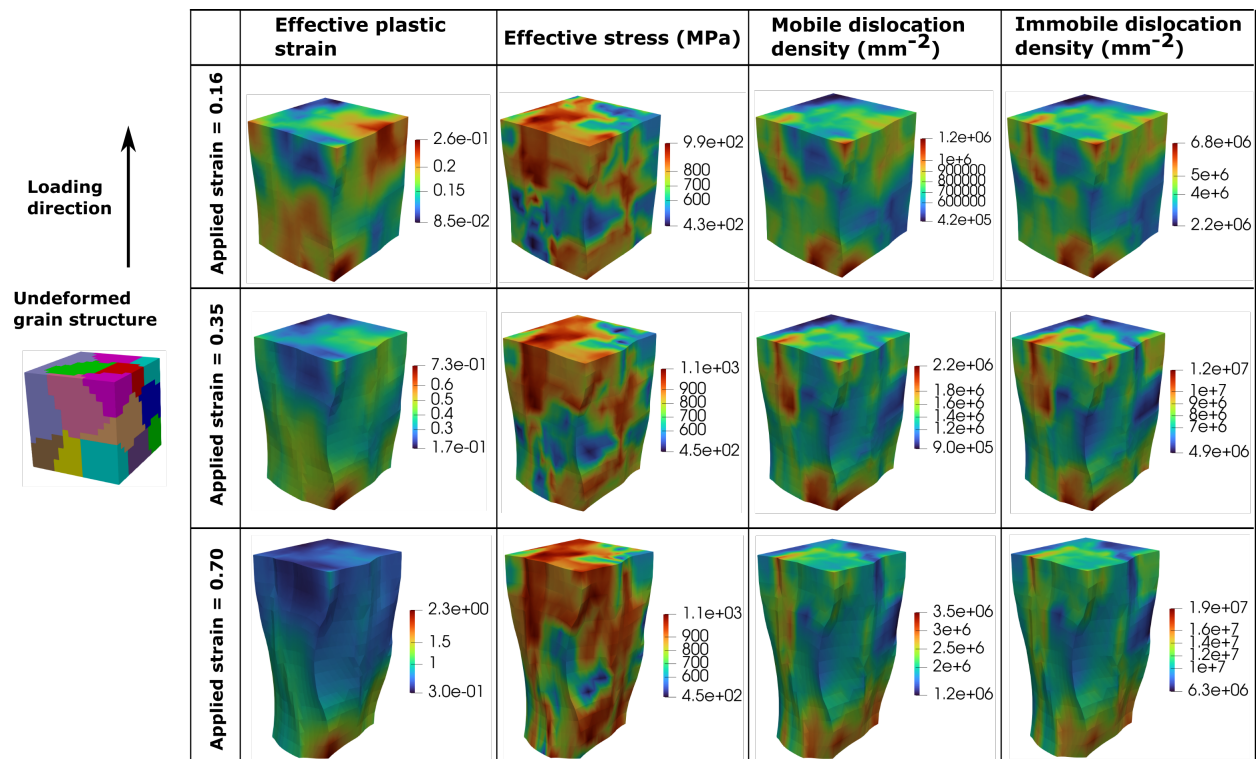 Effective plastic
strain
Effective stress (MPa)
Mobile dislocation
density (mm-2)
Immobile dislocation
density (mm-2)
Loading
direction
Undeformed
grain structure
Applied strain = 0.16
2.6e-01
0.2
0.15
8.5e-02
9.9e+02
800
700
600
4.3e+02
1.2e+06
1e+6
900000
800000
800000
600000
4.2e+05
6.8e+06
5e+6
4e+6
2.2e+06
Applied strain = 0.35
7.3e-01
0.6
0.5
0.4
0.3
1.7e-01
1.1e+03
900
800
700
600
4.5e+02
2.2e+06
1.8e+6
1.6e+6
1.4e+6
1.2e+6
9.0e+05
1.2e+07
1e+7
9e+6
8e+6
7e+6
4.9e+06
Applied strain = 0.70
2.3e+00
1.5
1
3.0e-01
1.1e+03
900
800
700
600
4.5e+02
3.5e+06
3e+6
2.5e+6
2e+6
1.2e+06
1.9e+07
1.6e+7
1.4e+7
1.2e+7
1e+7
6.3e+06